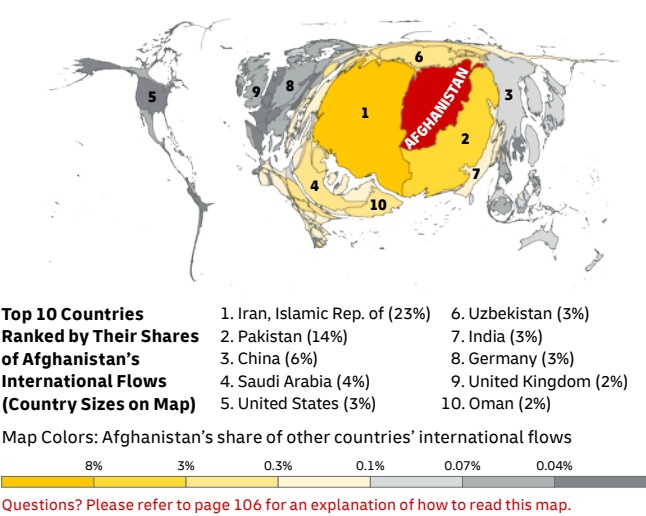 6
9
8
5
1
3
AFGHANISTAN
2
7
4
10
Top 10 Countries
Ranked by Their Shares
of Afghanistan's
International Flows
(Country Sizes on Map)
1. Iran, Islamic Rep. of (23%)
2. Pakistan (14%)
3. China (6%)
4. Saudi Arabia (4%)
5. United States (3%)
6. Uzbekistan (3%)
7. India (3%)
8. Germany (3%)
9. United Kingdom (2%)
10. Oman (2%)
Map Colors: Afghanistan's share of other countries' international flows
8% 3% 0.3% 0.1% 0.07% 0.04%
Questions? Please refer to page 106 for an explanation of how to read this map.